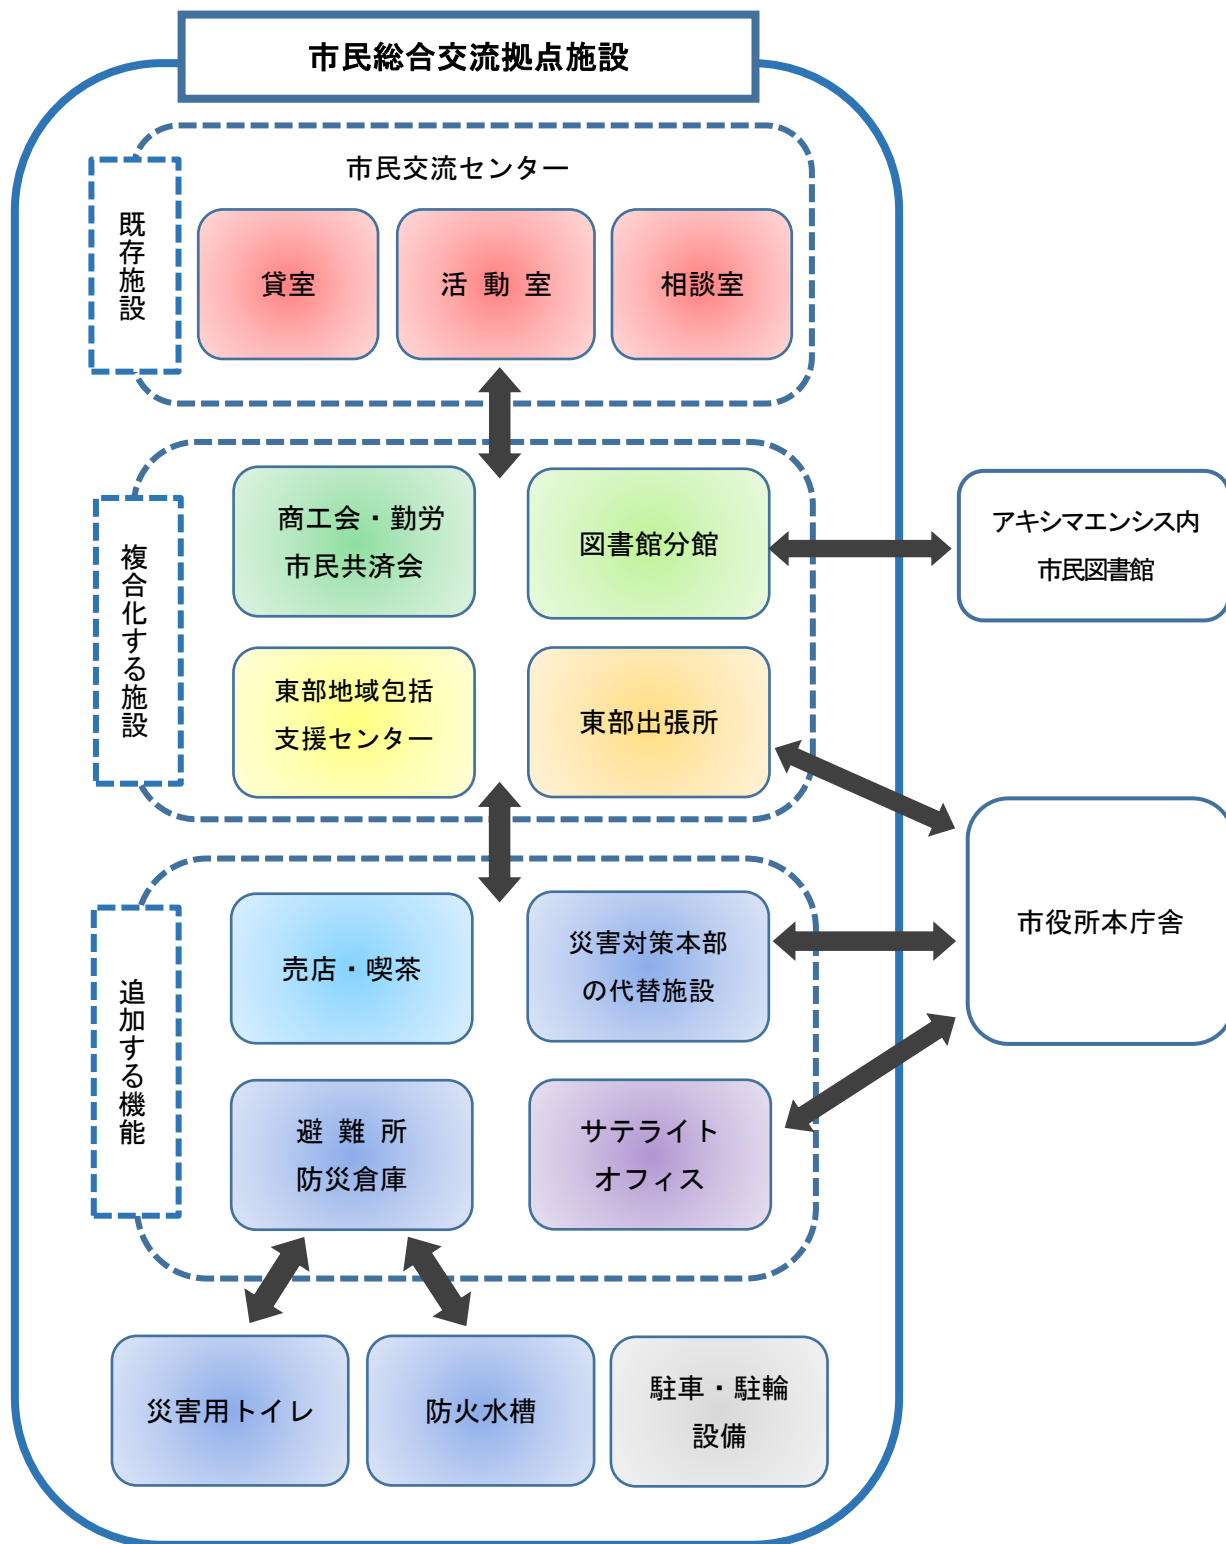 市民総合交流拠点施設
既存施設
市民交流センター
貸室
活動室
相談室
複合化する施設
商工会・勤労
市民共済会
図書館分館
東部地域包括
支援センター
東部出張所
アキシマエンシス内
市民図書館
追加する機能
売店・喫茶
災害対策本部
の代替施設
避難所
防災倉庫
サテライト
オフィス
市役所本庁舎
災害用トイレ
防火水槽
駐車・駐輪
設備